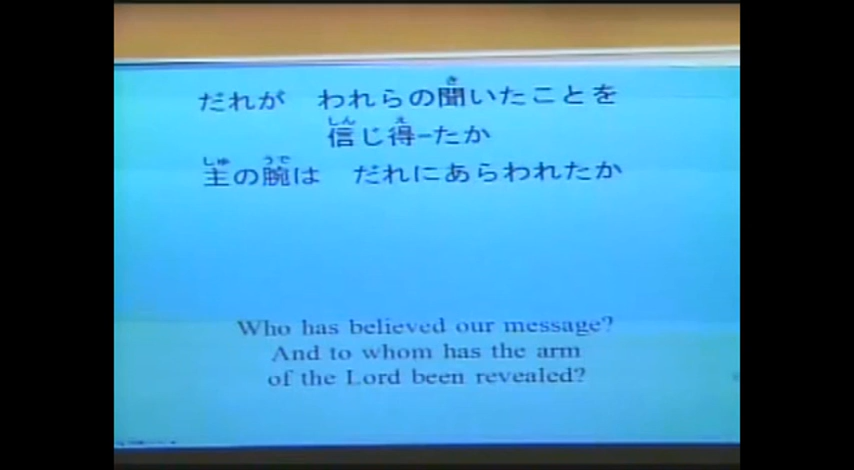 だれが　われらの聞いたことを
信じ得ーたか
主の腕は　だれにあらわれたか
Who has believed our message?
And to whom has the arm
of the Lord been revealed?